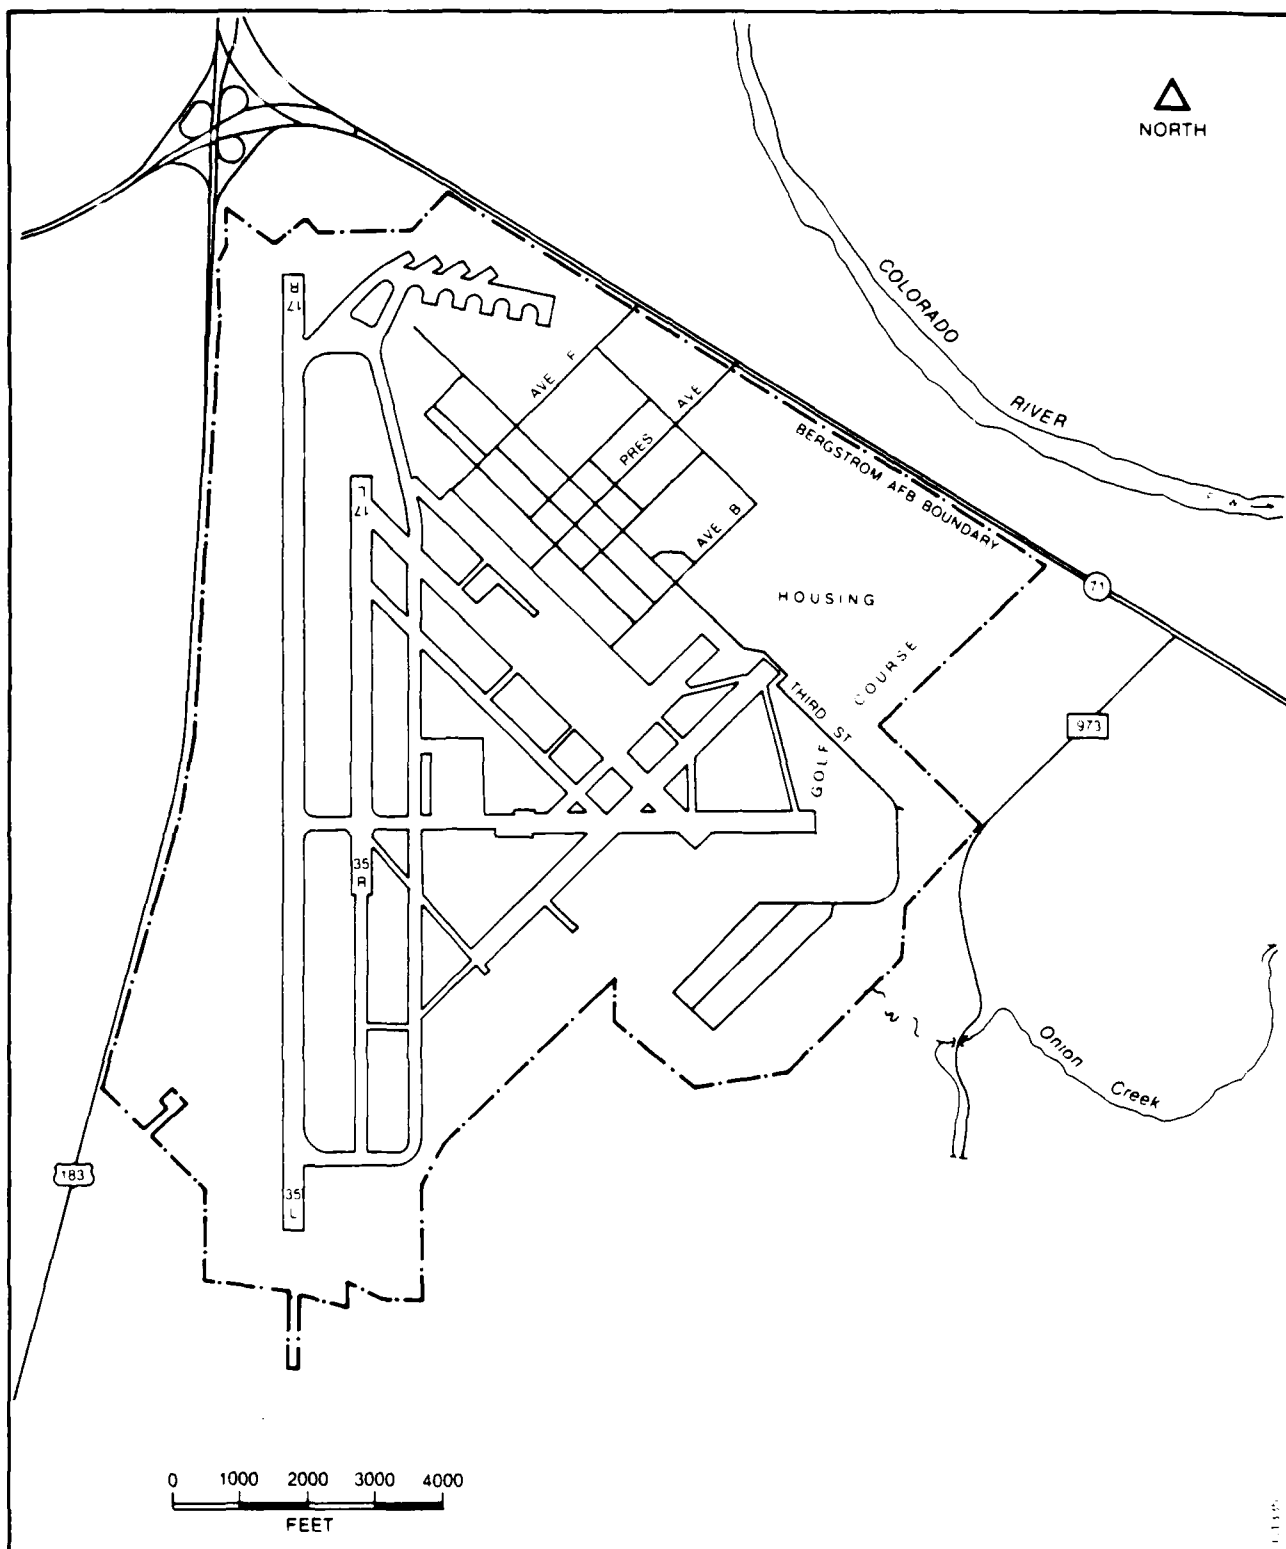 NORTH
COLORADO
RIVER
17
R
AVE F
PRES AVE
BERGSTROM AFB BOUNDARY
17
L
AVE B
HOUSING
71
GOLF COURSE
THIRD ST
973
35
R
Onion
Creek
183
35
L
0 1000 2000 3000 4000
FEET